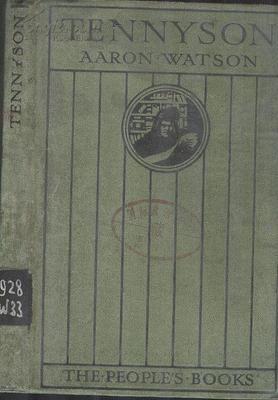 TENNYSON
TENNYSON
AARON·WATSON
THE·PEOPLE'S·BOOKS
928
W33